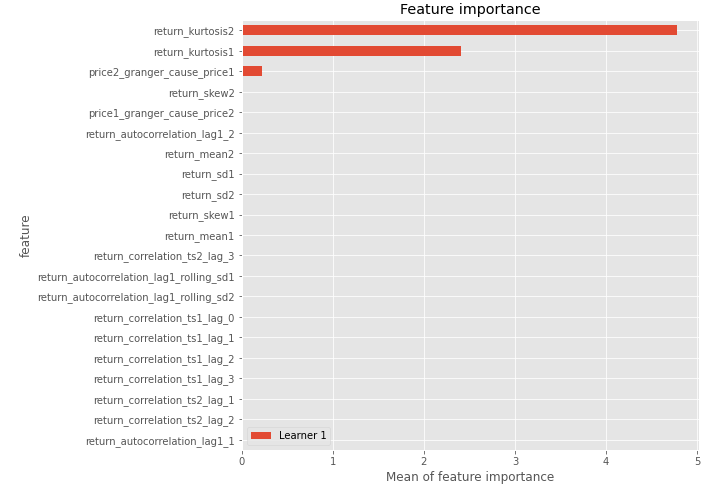 Feature importance
return_kurtosis2
return_kurtosis1
price2_granger_cause_price1
return_skew2
price1_granger_cause_price2
return_autocorrelation_lag1_2
return_mean2
return_sd1
return_sd2
return_skew1
return_mean1
return_correlation_ts2_lag_3
return_autocorrelation_lag1_rolling_sd1
return_autocorrelation_lag1_rolling_sd2
return_correlation_ts1_lag_0
return_correlation_ts1_lag_1
return_correlation_ts1_lag_2
return_correlation_ts1_lag_3
return_correlation_ts2_lag_1
return_correlation_ts2_lag_2
return_autocorrelation_lag1_1
feature
Learner 1
0 1 2 3 4 5
Mean of feature importance